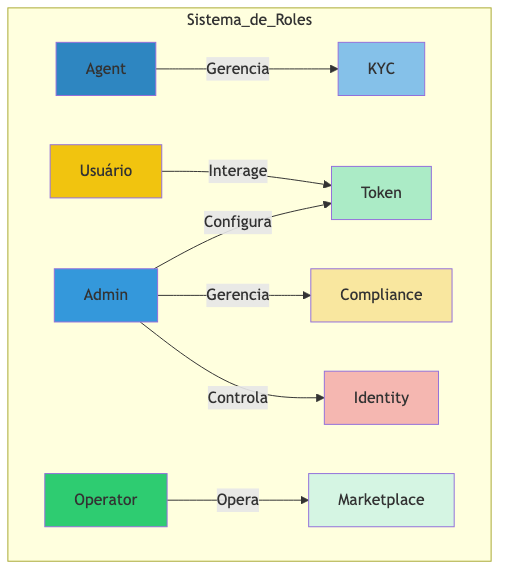 Sistema_de_Roles
Agent
Gerencia
KYC
Usuário
Interage
Token
Configura
Admin
Gerencia
Compliance
Controla
Identity
Operator
Opera
Marketplace